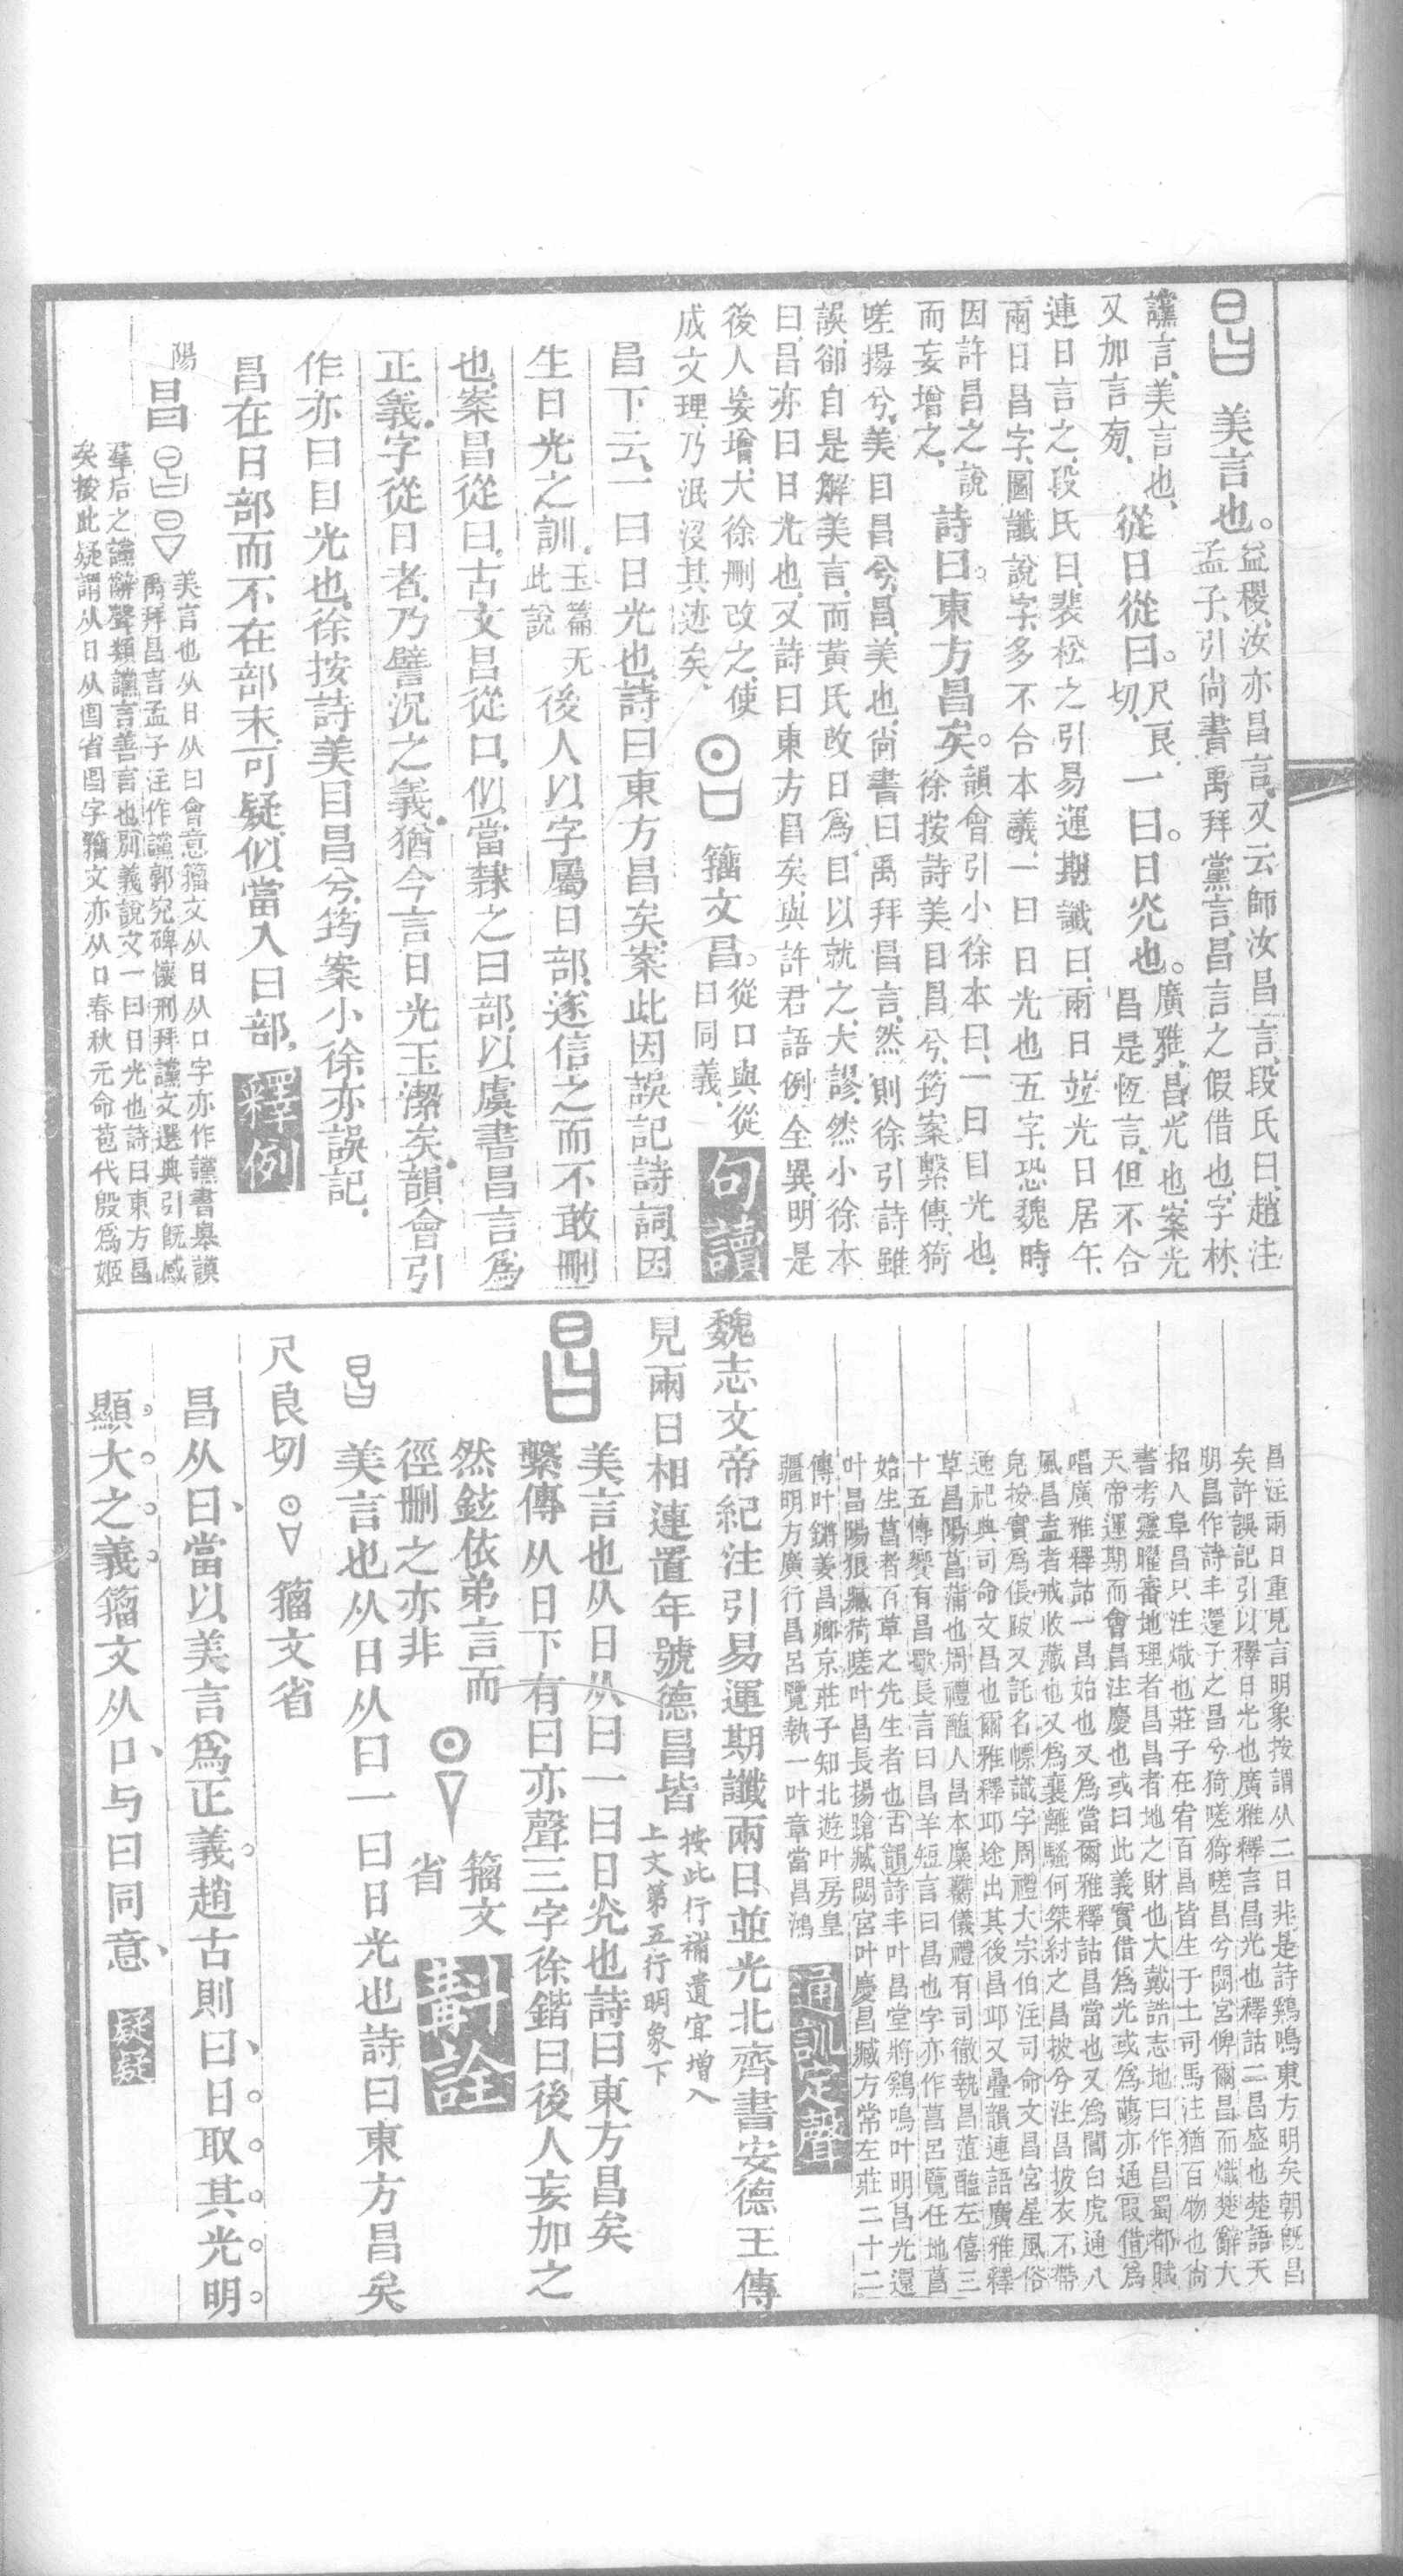 昌 美言也。益稷、汝亦昌言、又云師汝昌言、段氏曰、趙注
孟子、引尚書、禹拜黨言、昌言之假借也、字林、
讜言、美言也、
又加言㫄、從日從曰。尺良切、一曰。日光也。廣雅、昌光也、案光
昌是恆言、但不合
連日言之、段氏曰、裴松之引易運期讖曰、兩日並光日居午、
兩日昌字、圖讖說字、多不合本義、一曰日光也五字、恐魏時
因許昌之說
而妄增之、詩曰。東方昌矣。韻會引小徐本曰、一曰目光也、
徐按詩美目昌兮、筠案繫傳、猗
嗟揚兮、美目昌兮、昌、美也、尚書曰禹拜昌言、然則徐引詩雖
誤、卻自是解美言、而黃氏改日爲目以就之、大謬、然小徐本
曰、昌亦曰日光也、又詩曰東方昌矣、與許君語例全異、明是
後人妄增、大徐刪改之、使
成文理、乃泯沒其迹矣、 籀文昌。從口與從
曰同義、句讀
昌下云、一曰日光也、詩曰東方昌矣、案此因誤記詩詞、因
生日光之訓、玉篇无
此說 後人以字屬日部、遂信之而不敢刪
也、案昌從曰、古文昌從口、似當隸之曰部、以虞書昌言爲
正義、字從日者、乃譬況之義、猶今言日光玉潔矣、韻會引
作亦曰目光也、徐按詩美目昌兮、筠案小徐亦誤記、
昌在日部而不在部末、可疑、似當入曰部、釋例
陽 昌 美言也从日从曰會意籀文从日从口字亦作讜書皋謨
禹拜昌言孟子注作讜郭究碑懷刑拜讜文選典引旣感
羣后之讜辭聲類讜言善言也別義說文一曰日光也詩曰東方昌
矣按此疑謂从日从囼省字籀文亦从口春秋元命苞代殷爲姬
昌注兩日重見言明象按謂从二日非是詩鷄鳴東方明矣朝旣昌
矣許誤記引以釋日光也廣雅釋言昌光也釋詁二昌盛也楚語天
明昌作詩丰還子之昌兮猗嗟猗嗟昌兮閟宮俾爾昌而熾楚辭大
招人阜昌只注熾也莊子在宥百昌皆生于土司馬注猶百物也尚
書考靈曜審地理者昌昌者地之財也大戴誥志地曰作昌蜀都賦
天帝運期而會昌注慶也或曰此義實借爲光或爲蕩亦通假借爲
唱廣雅釋詁一昌始也又爲當爾雅釋詁昌當也又爲閶白虎通八
風昌盍者戒收藏也又爲裳離騷何桀紂之昌披兮注昌披衣不帶
皃按實爲倀跛又託名幖識字周禮大宗伯注司命文昌宮星風俗
通祀典司命文昌也爾雅釋邱途出其後昌邱又疊韻連語廣雅釋
草昌陽菖蒲也周禮醢人昌本麋臡儀禮有司徹執昌菹醢左僖三
十五傳饗有昌歜長言曰昌羊短言曰昌也字亦作菖呂覽任地菖
始生菖者百草之先生者也古韻詩丰叶昌堂將鷄鳴叶明昌光還
叶昌陽狼臧猗嗟叶昌長揚蹌臧閟宮叶慶昌臧方常左莊二十二
傳叶鏘姜昌卿京莊子知北遊叶房皇
疆明方廣行昌呂覽執一叶章當昌鴻 通訓定聲
魏志文帝紀注引易運期讖兩日並光北齊書安德王傳
見兩日相連置年號德昌皆 按此行補遺宜增入
上文第五行明象下
昌 美言也从日从曰一曰日光也詩曰東方昌矣
繫傳从日下有曰亦聲三字徐鍇曰後人妄加之
然鉉依弟言而
徑刪之亦非 籀文
省 斠詮
昌 美言也从日从曰一曰日光也詩曰東方昌矣
尺良切 籀文省
昌从曰、當以美言爲正義。趙古則曰、日取其光明
顯大之義籀文从口、与曰同意、疑疑